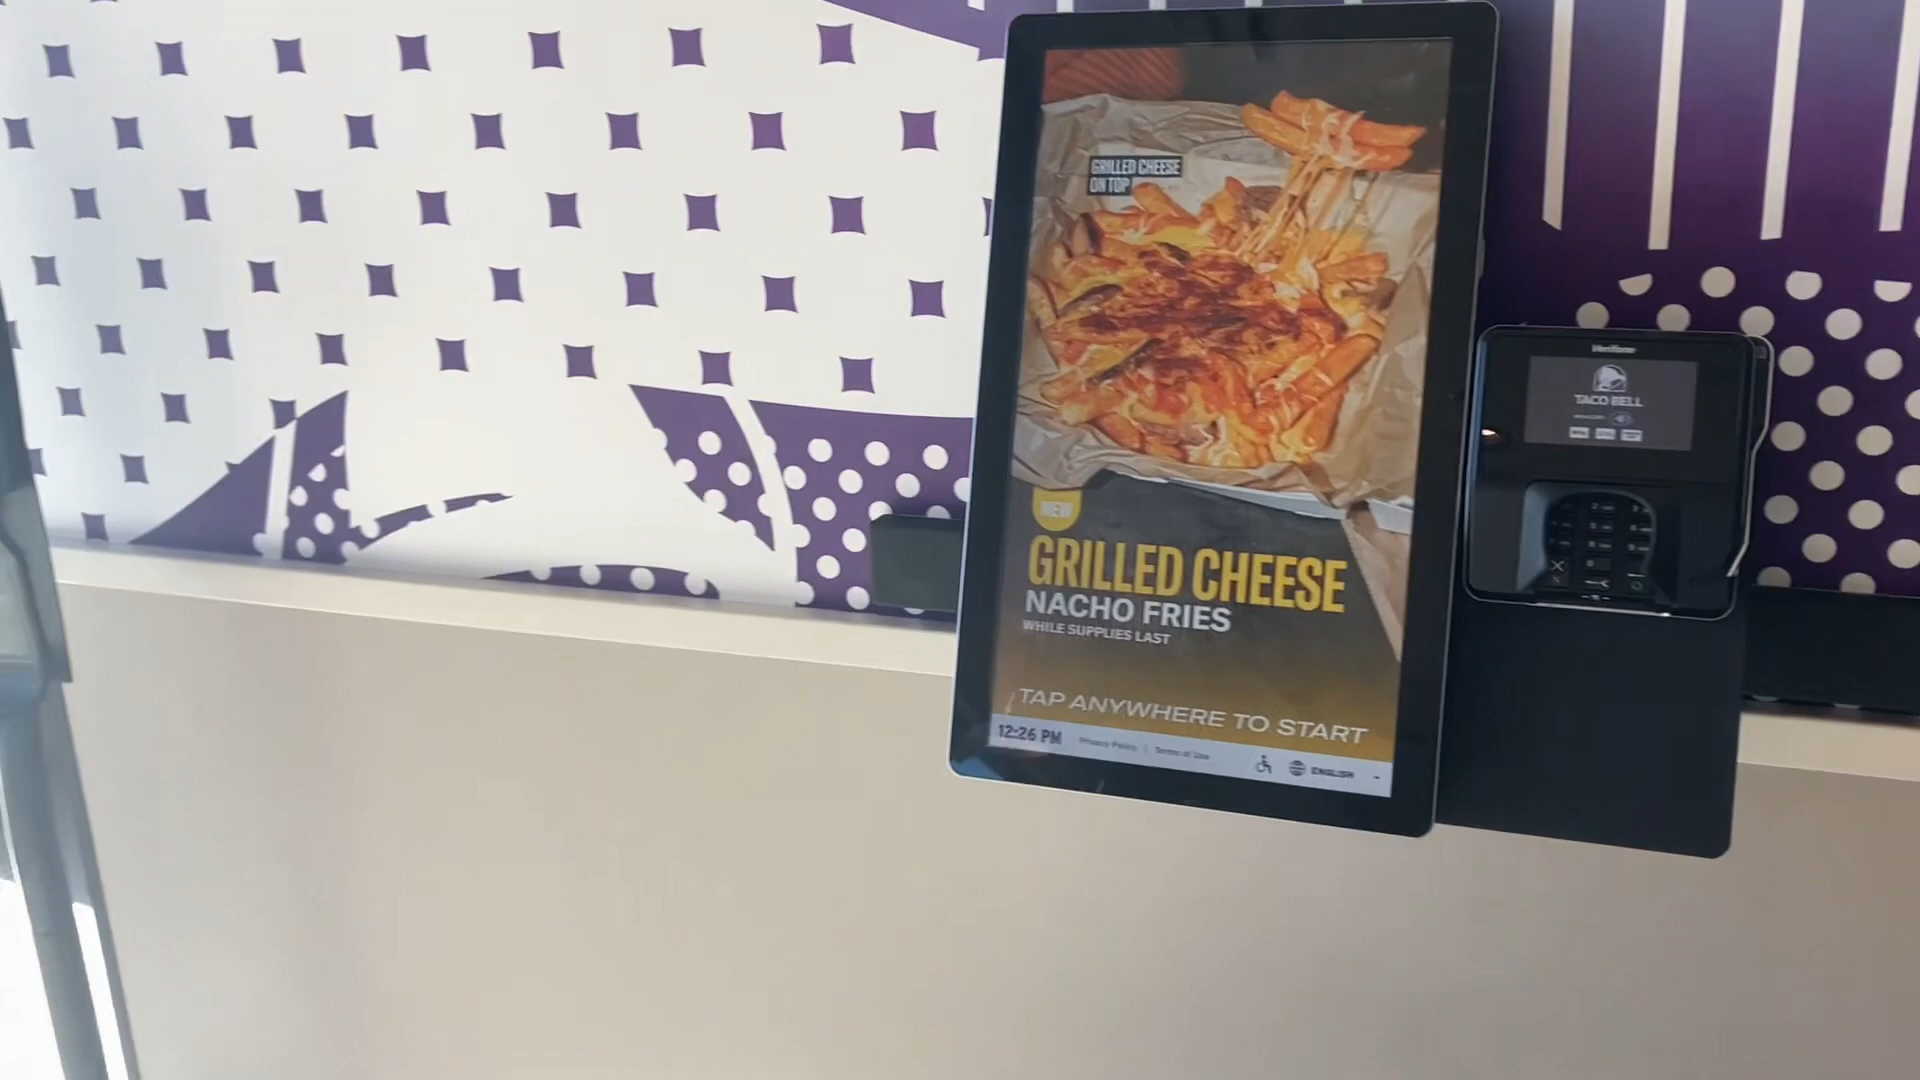 GRILLED CHEESE
ON TOP
NEW
GRILLED CHEESE
NACHO FRIES
WHILE SUPPLIES LAST
TAP ANYWHERE TO START
12:26 PM Privacy Policy | Terms of Use ENGLISH
Verifone
TACO BELL